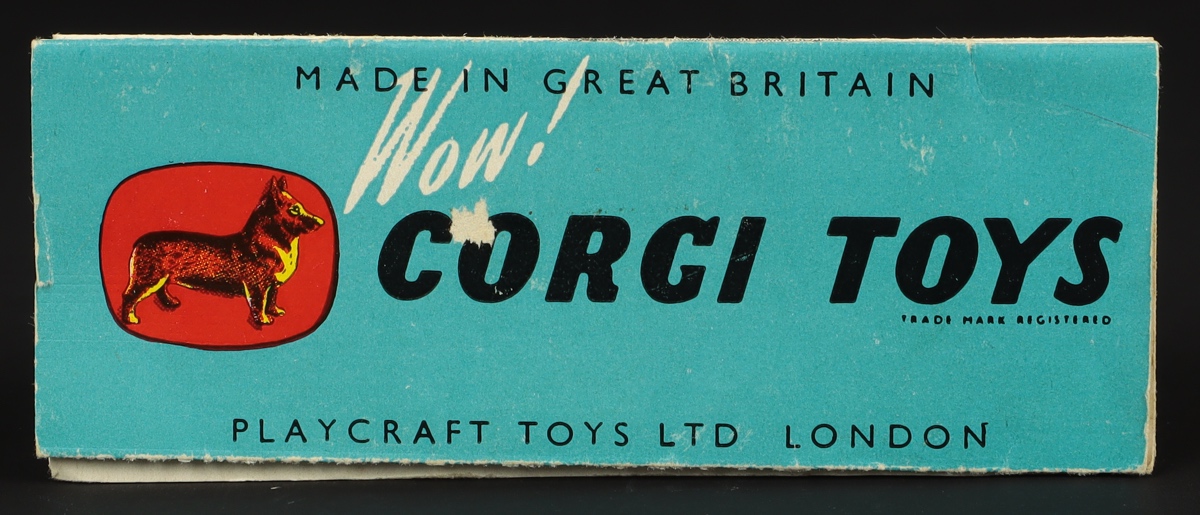 MADE IN GREAT BRITAIN
Wow!
CORGI TOYS
TRADE MARK REGISTERED
PLAYCRAFT TOYS LTD LONDON